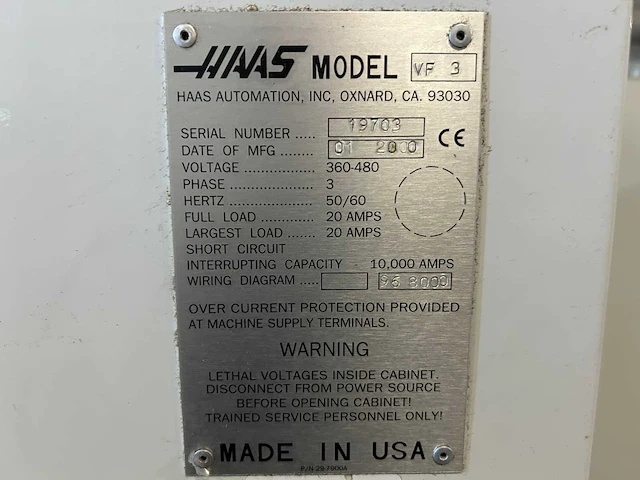 HAAS MODEL VF 3
HAAS AUTOMATION, INC, OXNARD, CA. 93030
SERIAL NUMBER ..... 19703
DATE OF MFG ........ 01 2000 CE
VOLTAGE ................. 360-480
PHASE ...................... 3
HERTZ .................... 50/60
FULL LOAD ............. 20 AMPS
LARGEST LOAD ....... 20 AMPS
SHORT CIRCUIT
INTERRUPTING CAPACITY 10,000 AMPS
WIRING DIAGRAM ..... 96 8000
OVER CURRENT PROTECTION PROVIDED
AT MACHINE SUPPLY TERMINALS.
WARNING
LETHAL VOLTAGES INSIDE CABINET.
DISCONNECT FROM POWER SOURCE
BEFORE OPENING CABINET!
TRAINED SERVICE PERSONNEL ONLY!
MADE IN USA
P/N 29-7900A